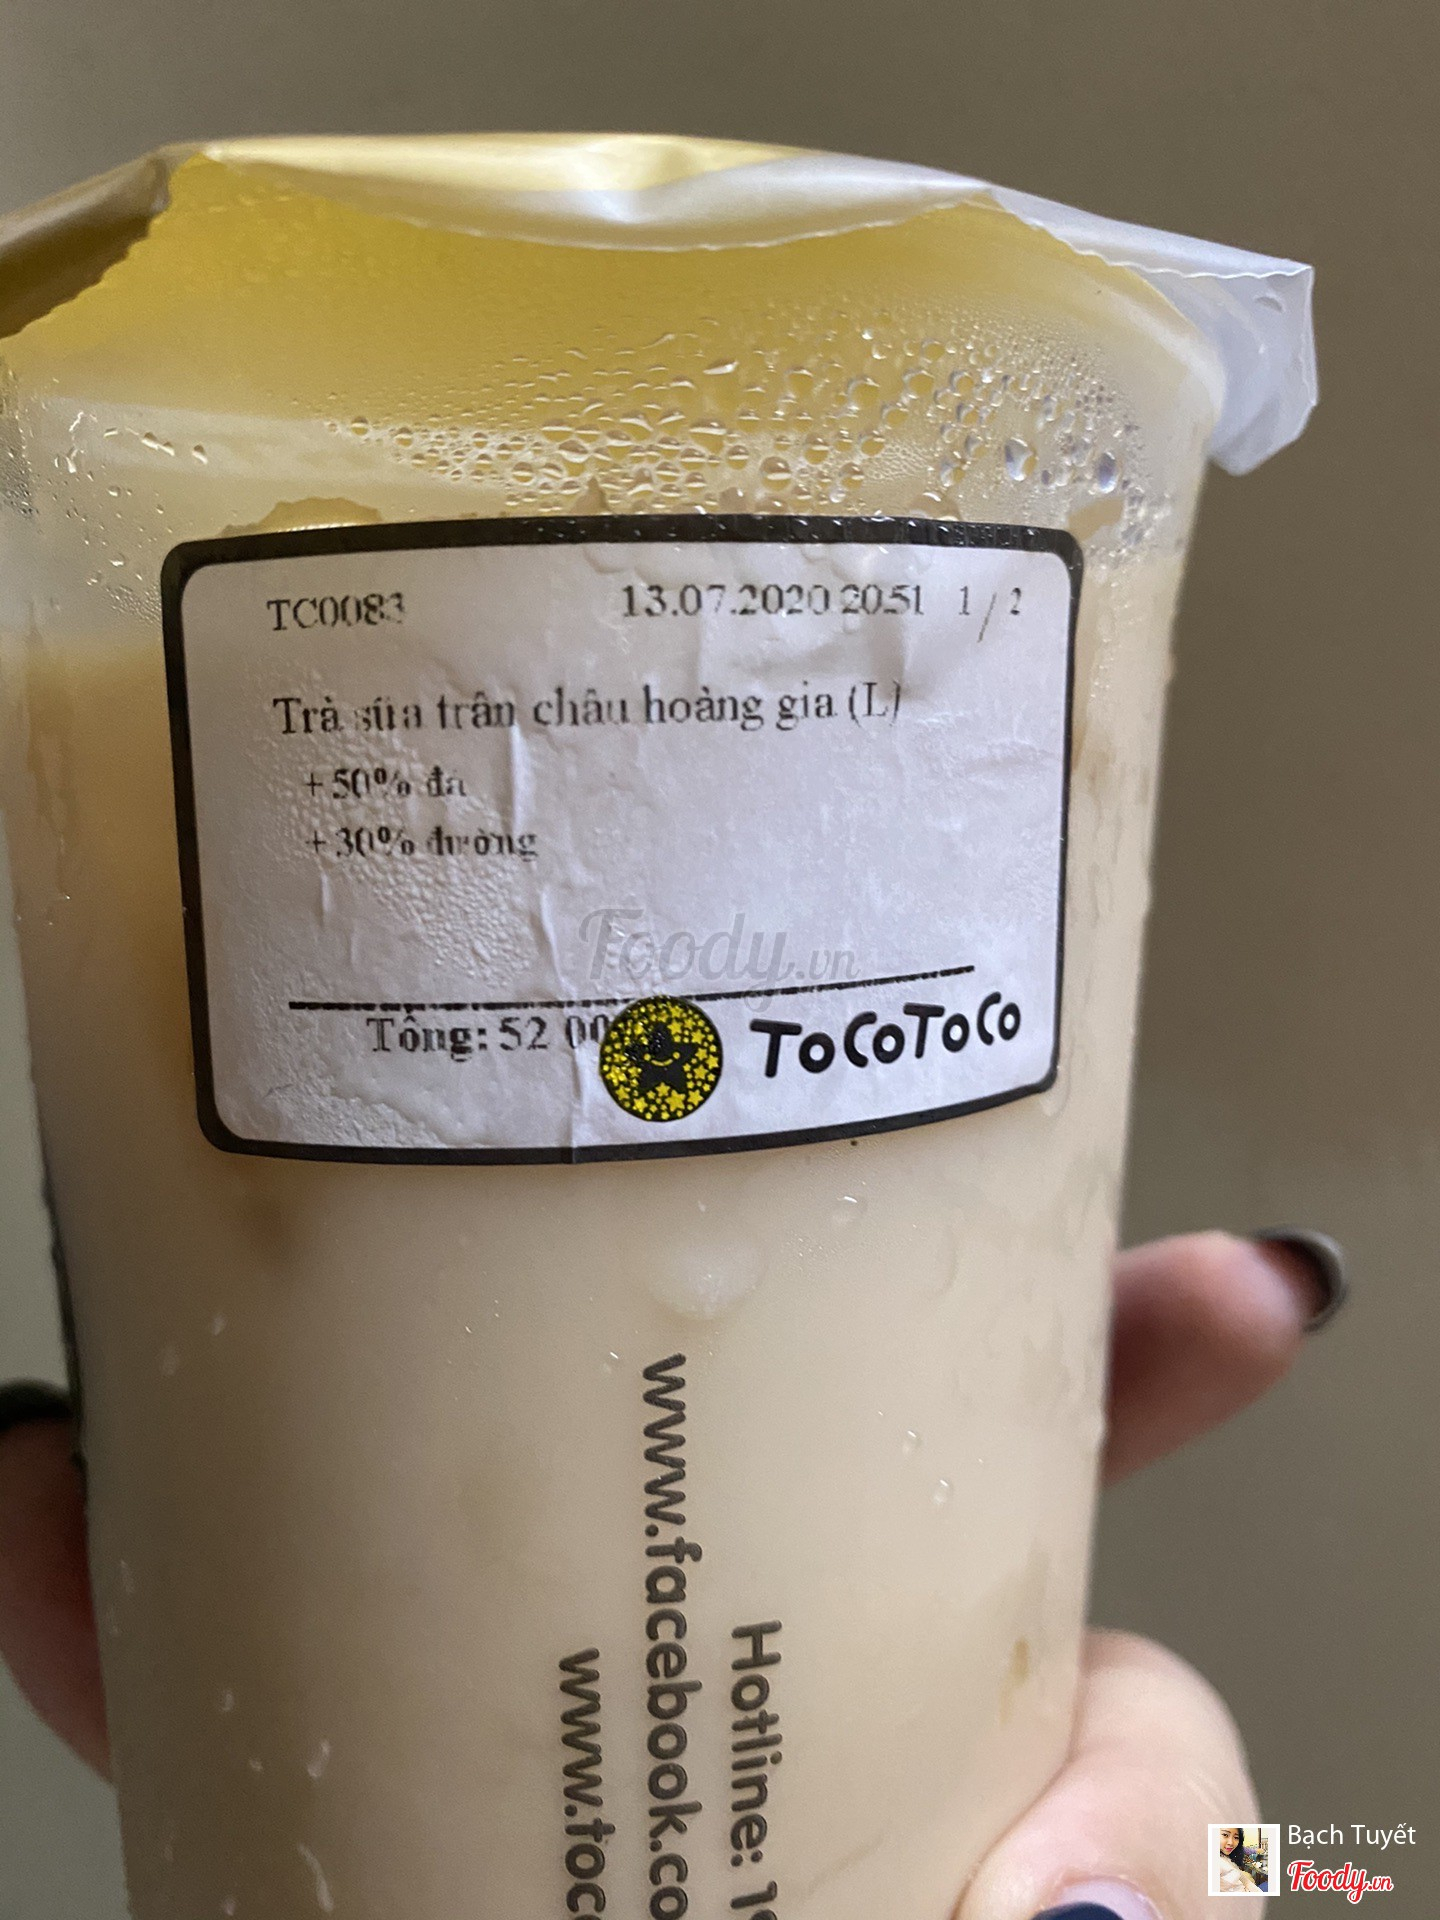 TC0083 13.07.2020 20:51 1 / 2
Trà sữa trân châu hoàng gia (L)
+ 50% đá
+ 30% đường
Foody.vn
Tổng: 52 00
ToCoToCo
Hotline: 1
www.facebook.co
www.toc
Bạch Tuyết
Foody.vn